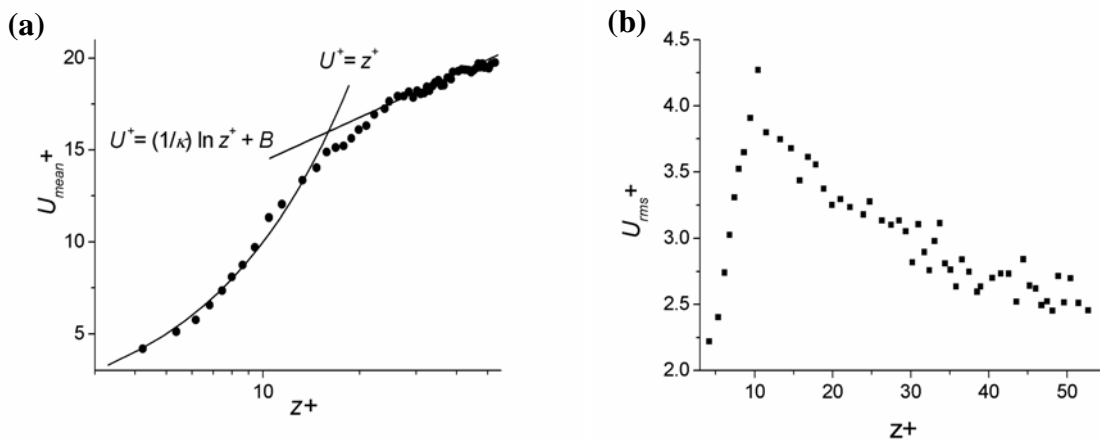 (a)
20
15
10
5
U_mean+
U⁺ = z⁺
U⁺ = (1/κ) ln z⁺ + B
10
z+
(b)
4.5
4.0
3.5
3.0
2.5
2.0
U_rms+
10 20 30 40 50
z+